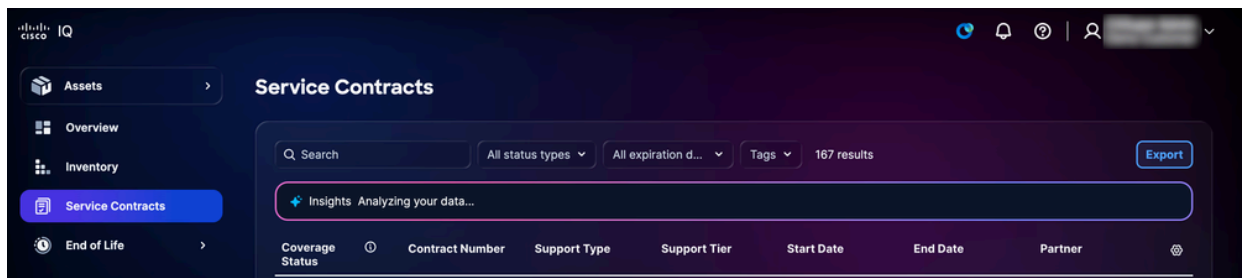 cisco IQ
Assets
Service Contracts
Overview
Search
All status types
All expiration d...
Tags
167 results
Export
Inventory
Insights Analyzing your data...
Service Contracts
End of Life
Coverage Status
Contract Number
Support Type
Support Tier
Start Date
End Date
Partner